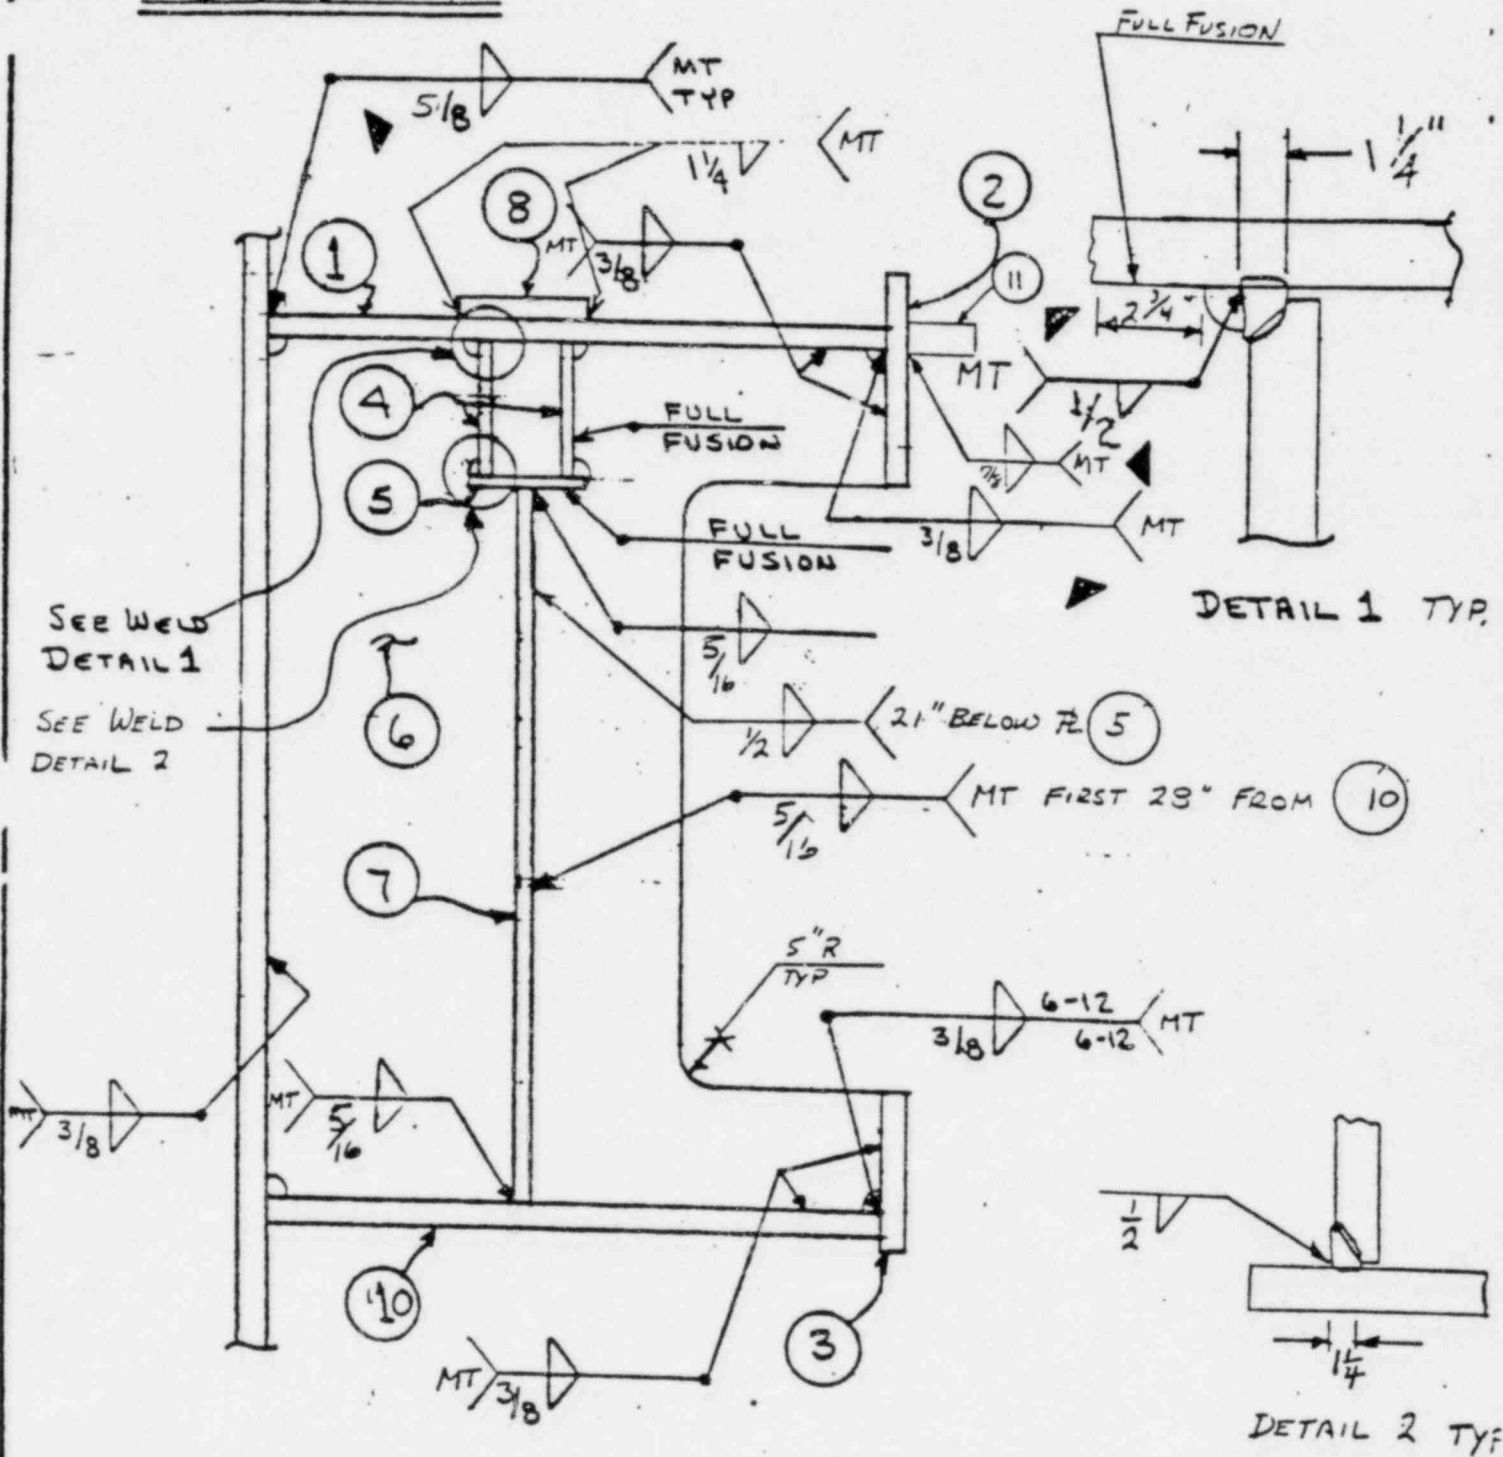 FULL FUSION
MT
TYP
5/8
1 1/4
MT
1 1/4"
8
2
MT
3/8
1
11
2 3/4"
MT
1/2
4
FULL
FUSION
MT
5
3/8
MT
FULL
FUSION
DETAIL 1 TYP.
SEE WELD
DETAIL 1
5/16
SEE WELD
DETAIL 2
6
1/2
21" BELOW PL 5
5/16
MT FIRST 28" FROM 10
7
5"R
TYP
3/8
6-12
6-12
MT
MT
3/8
MT
5/16
1/2
10
3
1 1/4
MT
3/8
DETAIL 2 TYP